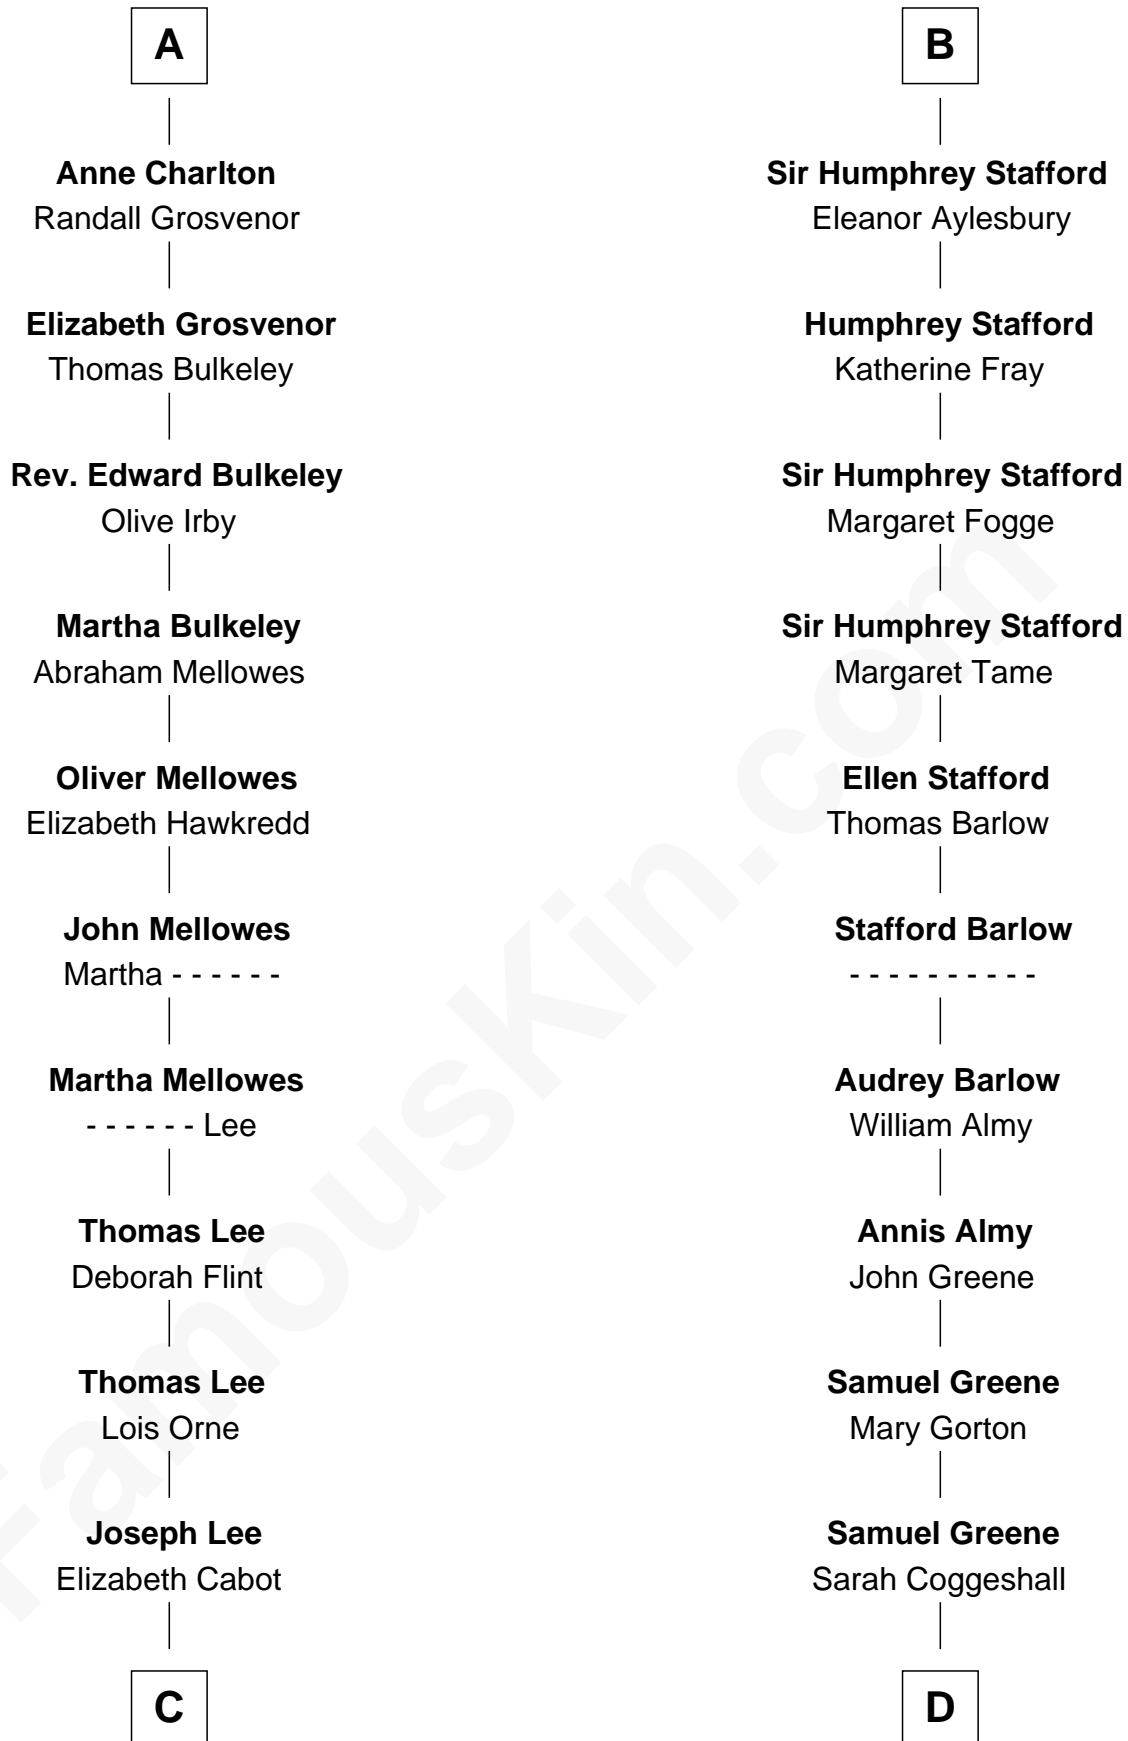 A
Anne Charlton
Randall Grosvenor
Elizabeth Grosvenor
Thomas Bulkeley
Rev. Edward Bulkeley
Olive Irby
Martha Bulkeley
Abraham Mellowes
Oliver Mellowes
Elizabeth Hawkredd
John Mellowes
Martha - - - - - -
Martha Mellowes
- - - - - - Lee
Thomas Lee
Deborah Flint
Thomas Lee
Lois Orne
Joseph Lee
Elizabeth Cabot
C
B
Sir Humphrey Stafford
Eleanor Aylesbury
Humphrey Stafford
Katherine Fray
Sir Humphrey Stafford
Margaret Fogge
Sir Humphrey Stafford
Margaret Tame
Ellen Stafford
Thomas Barlow
Stafford Barlow
- - - - - - - - - -
Audrey Barlow
William Almy
Annis Almy
John Greene
Samuel Greene
Mary Gorton
Samuel Greene
Sarah Coggeshall
D
FamousKin.com